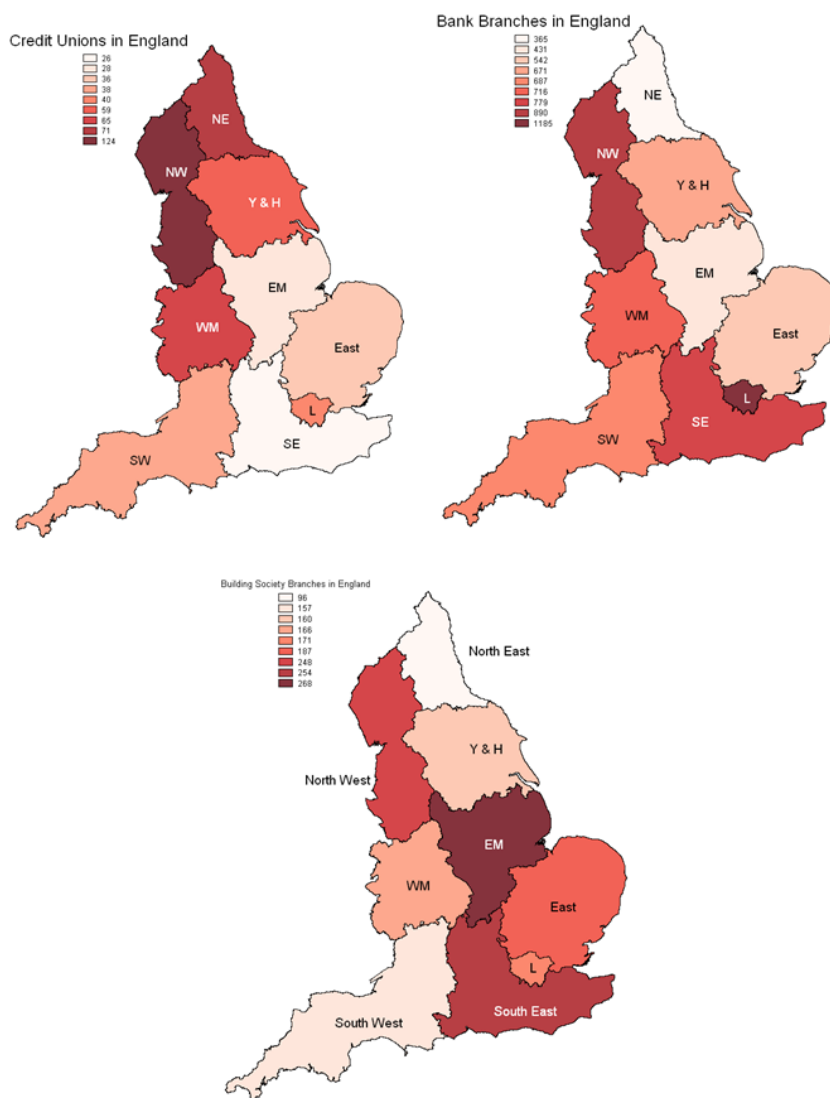 Credit Unions in England
26
28
36
38
40
59
65
71
124
NE
NW
Y & H
EM
WM
East
L
SW
SE
Bank Branches in England
365
431
542
671
687
716
779
890
1185
NE
NW
Y & H
EM
WM
East
L
SE
SW
Building Society Branches in England
96
157
160
166
171
187
248
254
268
North East
Y & H
North West
EM
WM
East
L
South West
South East